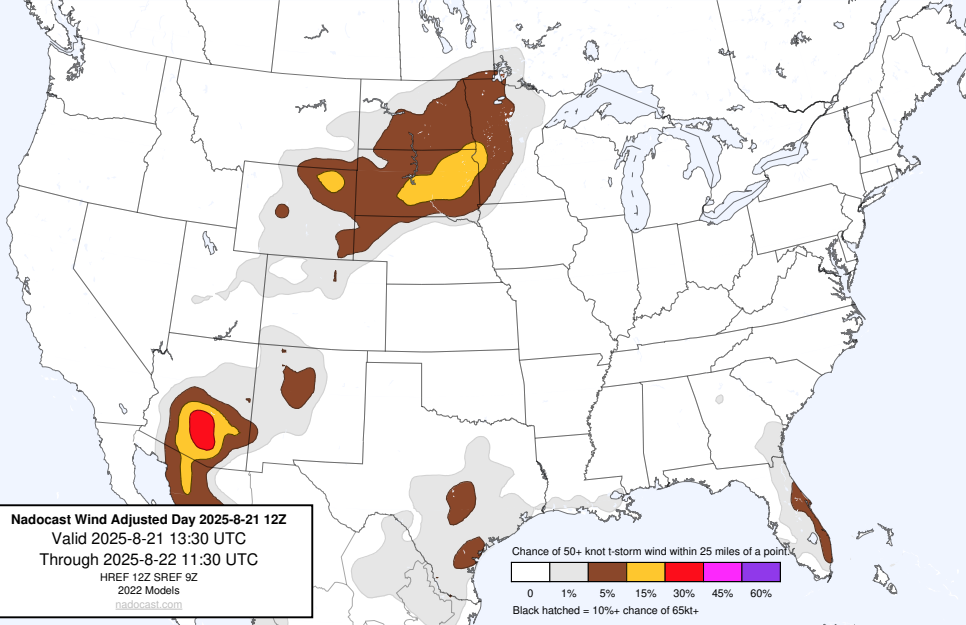 Nadocast Wind Adjusted Day 2025-8-21 12Z
Valid 2025-8-21 13:30 UTC
Through 2025-8-22 11:30 UTC
HREF 12Z SREF 9Z
2022 Models
nadocast.com
Chance of 50+ knot t-storm wind within 25 miles of a point.
0 1% 5% 15% 30% 45% 60%
Black hatched = 10%+ chance of 65kt+